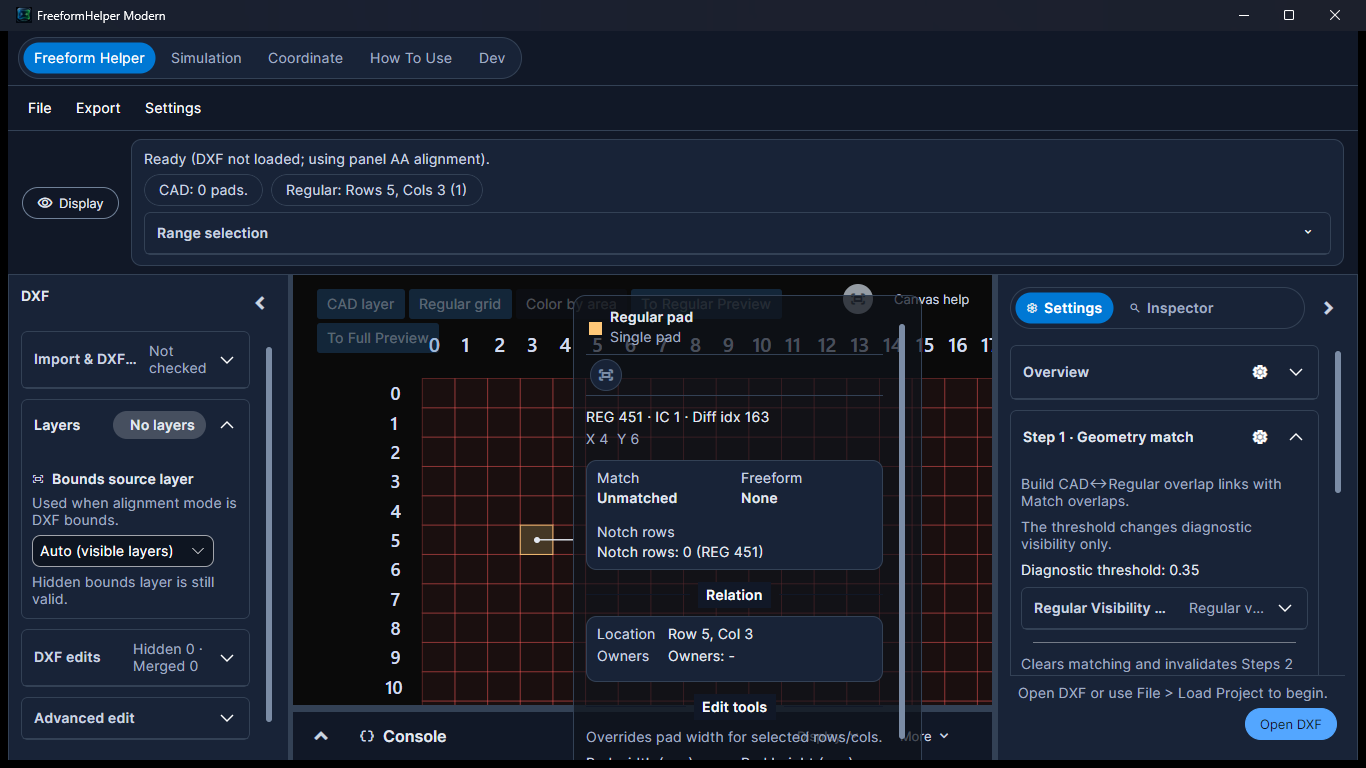 FreeformHelper Modern
Freeform Helper Simulation Coordinate How To Use Dev
File Export Settings
Ready (DXF not loaded; using panel AA alignment).
CAD: 0 pads. Regular: Rows 5, Cols 3 (1)
Display
Range selection
DXF
Import & DXF... Not checked
Layers No layers
Bounds source layer
Used when alignment mode is
DXF bounds.
Auto (visible layers)
Hidden bounds layer is still
valid.
DXF edits Hidden 0 · Merged 0
Advanced edit
CAD layer Regular grid Color by area To Regular Preview
Canvas help
To Full Preview
0 1 2 3 4 5 6 7 8 9 10 11 12 13 14 15 16
0
1
2
3
4
5
6
7
8
9
10
Regular pad
Single pad
REG 451 · IC 1 · Diff idx 163
X 4 Y 6
Match Freeform
Unmatched None
Notch rows
Notch rows: 0 (REG 451)
Relation
Location Row 5, Col 3
Owners Owners: -
Edit tools
Overrides pad width for selected rows/cols.
Console
More
Settings Inspector
Overview
Step 1 · Geometry match
Build CAD↔Regular overlap links with
Match overlaps.
The threshold changes diagnostic
visibility only.
Diagnostic threshold: 0.35
Regular Visibility ... Regular v...
Clears matching and invalidates Steps 2
Open DXF or use File > Load Project to begin.
Open DXF